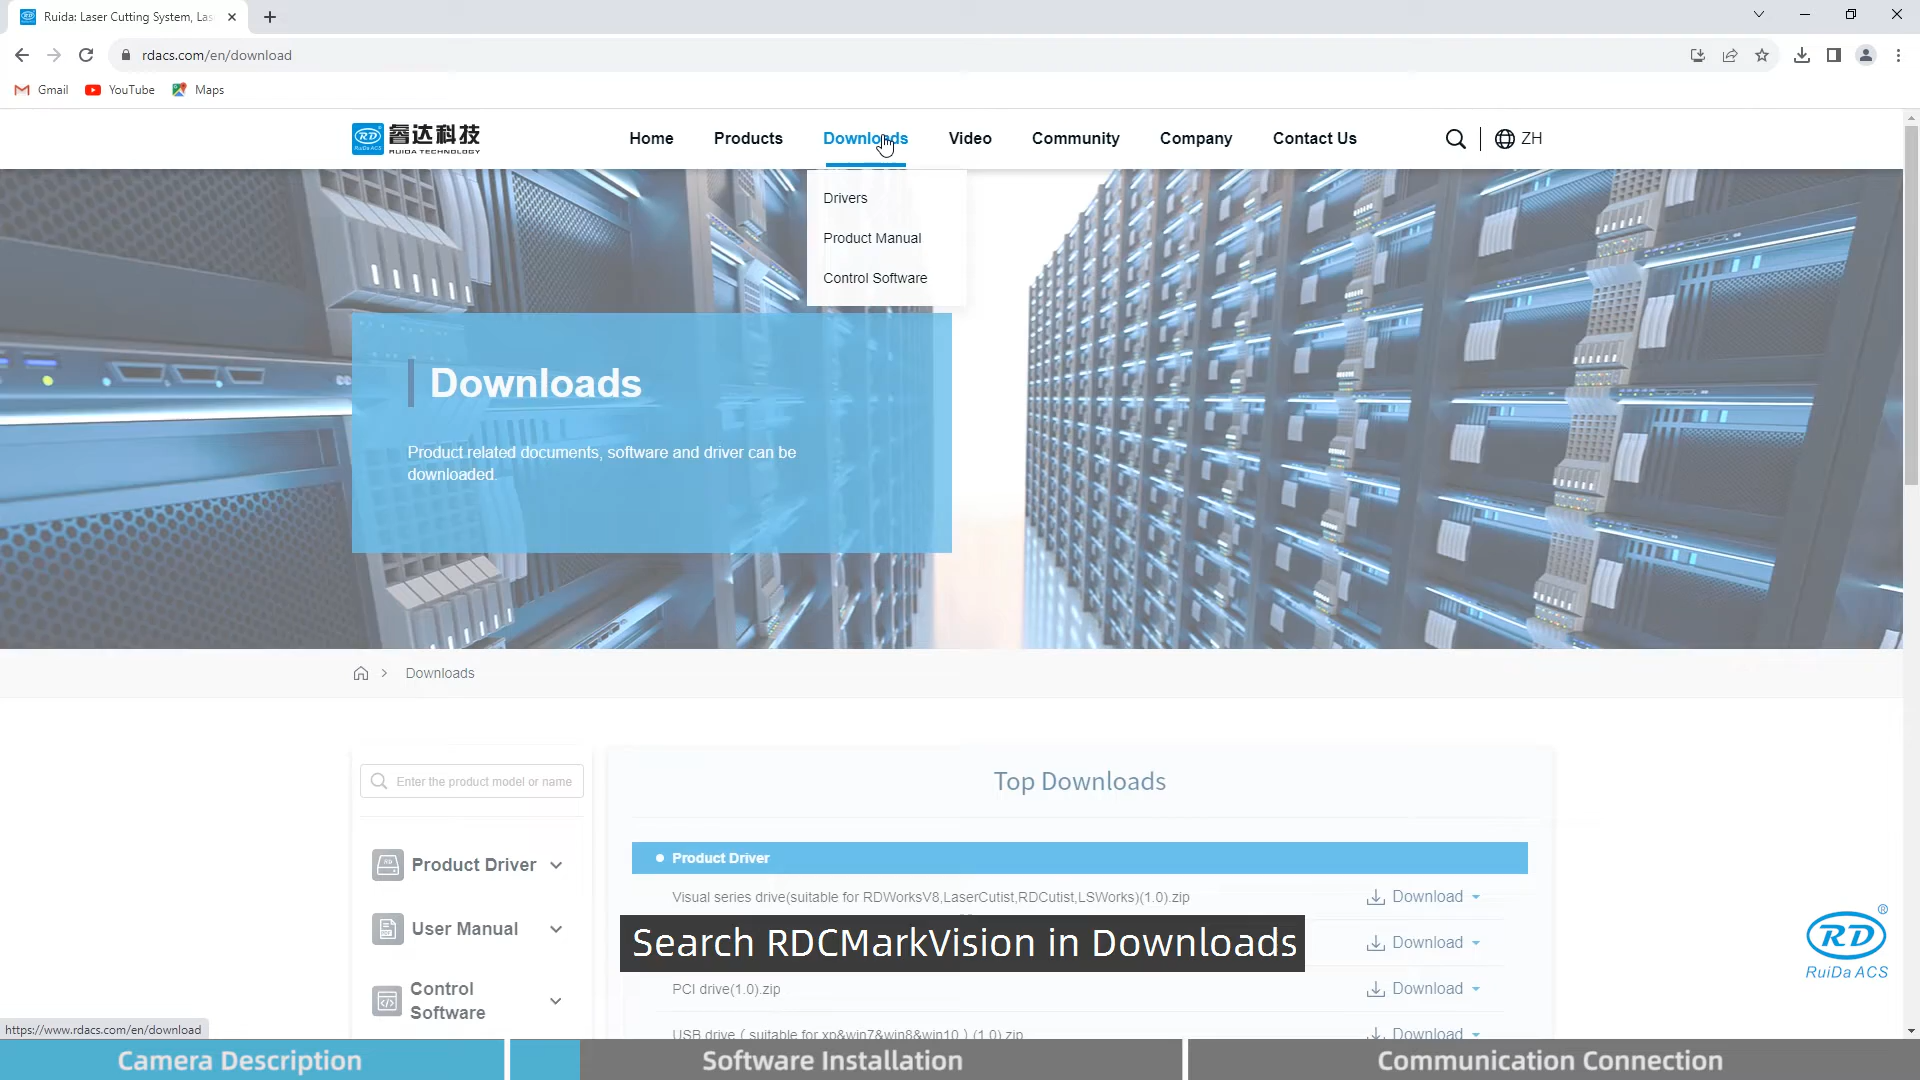 Ruida: Laser Cutting System, Las
rdacs.com/en/download
Gmail
YouTube
Maps
RD
RuiDa ACS
睿达科技
RUIDA TECHNOLOGY
Home
Products
Downloads
Video
Community
Company
Contact Us
ZH
Drivers
Product Manual
Control Software
Downloads
Product related documents, software and driver can be
downloaded.
Downloads
Enter the product model or name
Top Downloads
Product Driver
User Manual
Control
Software
Product Driver
Visual series drive(suitable for RDWorksV8,LaserCutist,RDCutist,LSWorks)(1.0).zip
Download
Search RDCMarkVision in Downloads
Download
PCI drive(1.0).zip
Download
USB drive ( suitable for xp&win7&win8&win10 ) (1.0).zip
Download
RD®
RuiDa ACS
https://www.rdacs.com/en/download
Camera Description
Software Installation
Communication Connection